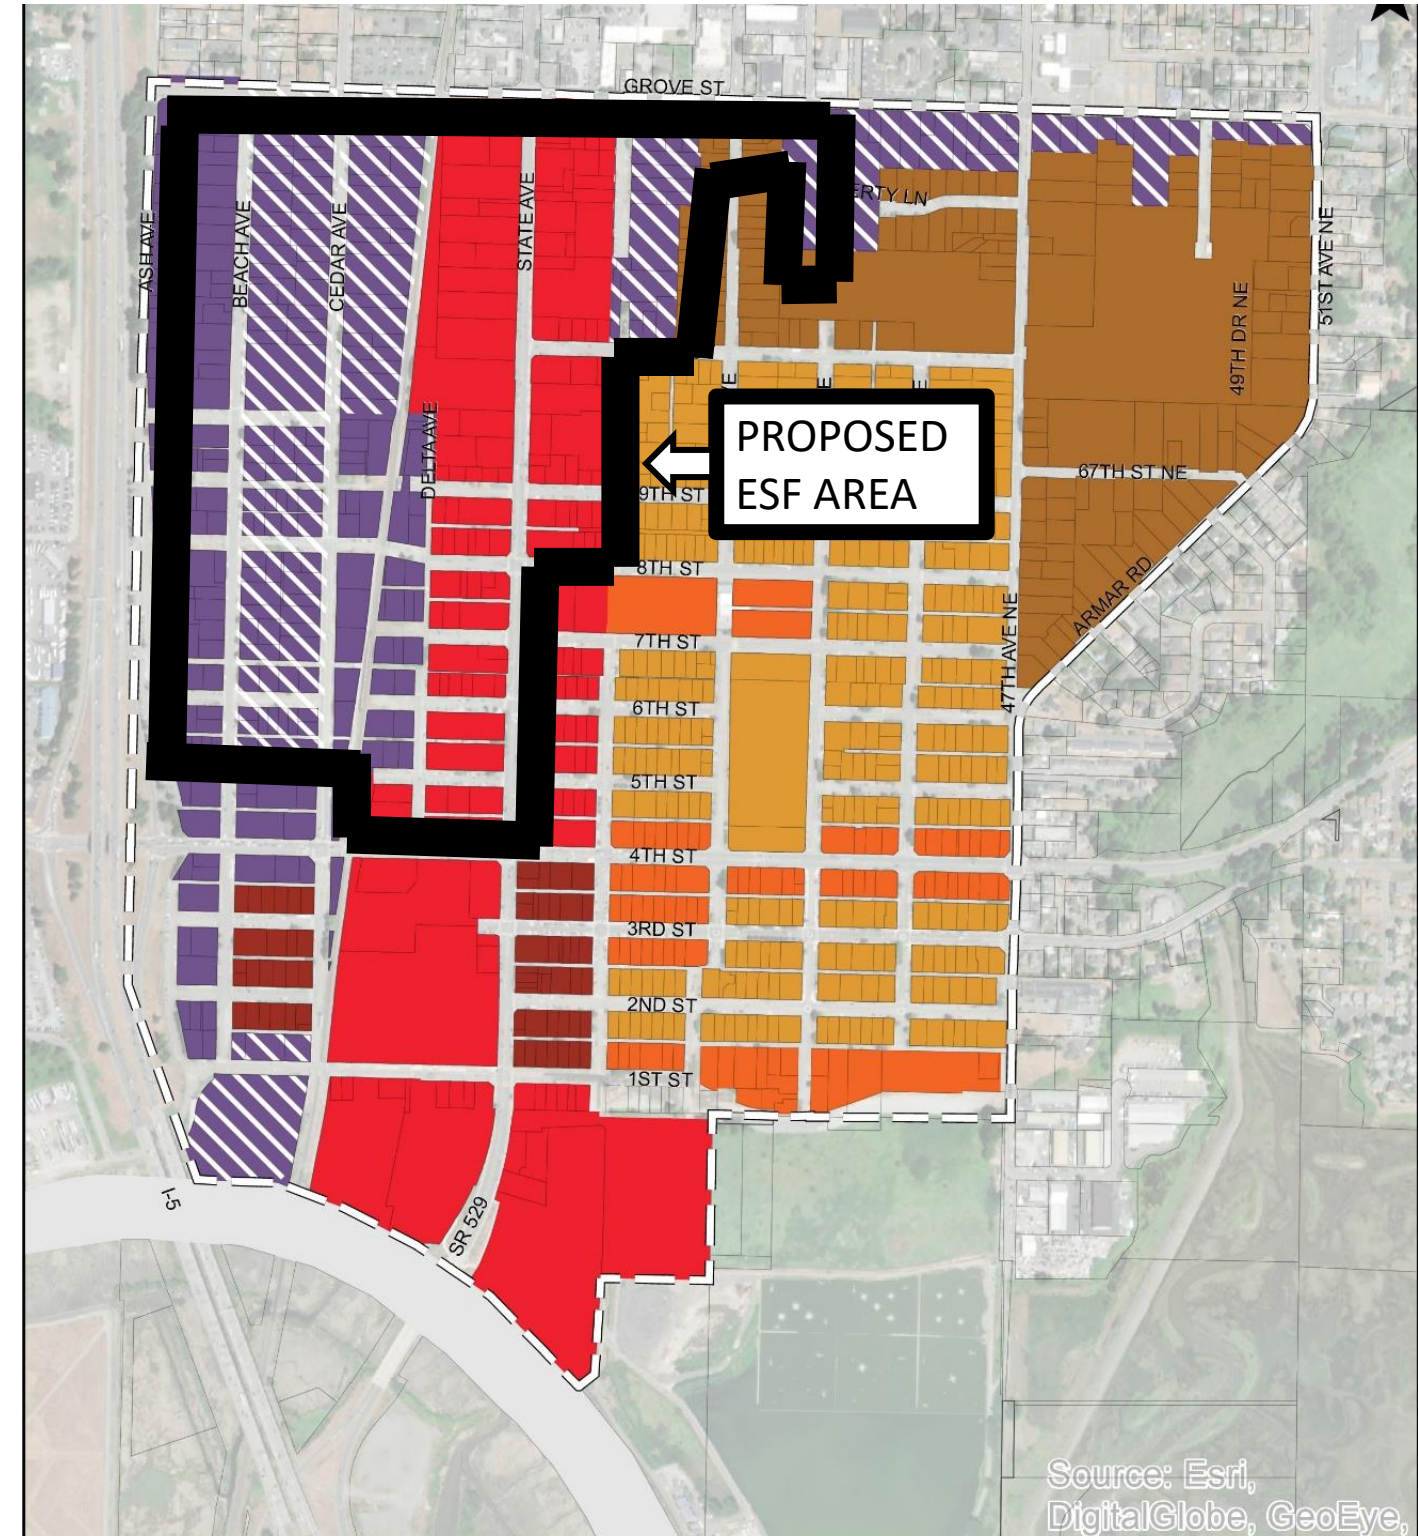 GROVE ST
ERTY LN
ASH AVE
BEACH AVE
CEDAR AVE
STATE AVE
51ST AVE NE
49TH DR NE
DELTA AVE
E
E
E
PROPOSED
ESF AREA
67TH ST NE
9TH ST
8TH ST
ARMAR RD
7TH ST
47TH AVE NE
6TH ST
5TH ST
4TH ST
3RD ST
2ND ST
1ST ST
I-5
SR 529
Source: Esri,
DigitalGlobe, GeoEye,